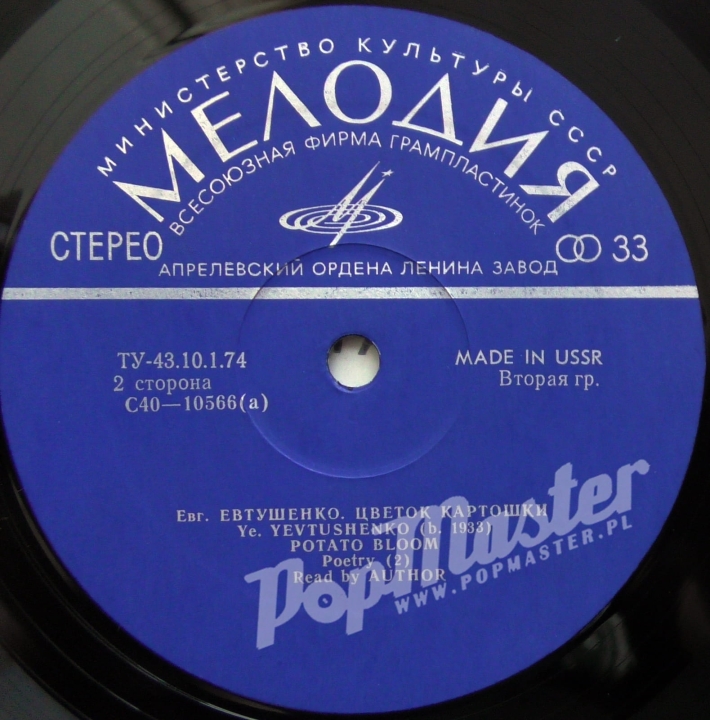 МИНИСТЕРСТВО КУЛЬТУРЫ СССР
МЕЛОДИЯ
ВСЕСОЮЗНАЯ ФИРМА ГРАМПЛАСТИНОК
СТЕРЕО
33
АПРЕЛЕВСКИЙ ОРДЕНА ЛЕНИНА ЗАВОД
ТУ-43.10.1.74
MADE IN USSR
2 сторона
Вторая гр.
С40—10566(а)
Евг. ЕВТУШЕНКО. ЦВЕТОК КАРТОШКИ
Ye. YEVTUSHENKO (b. 1933)
POTATO BLOOM
Poetry (2)
Read by AUTHOR
PopMaster
WWW.POPMASTER.PL